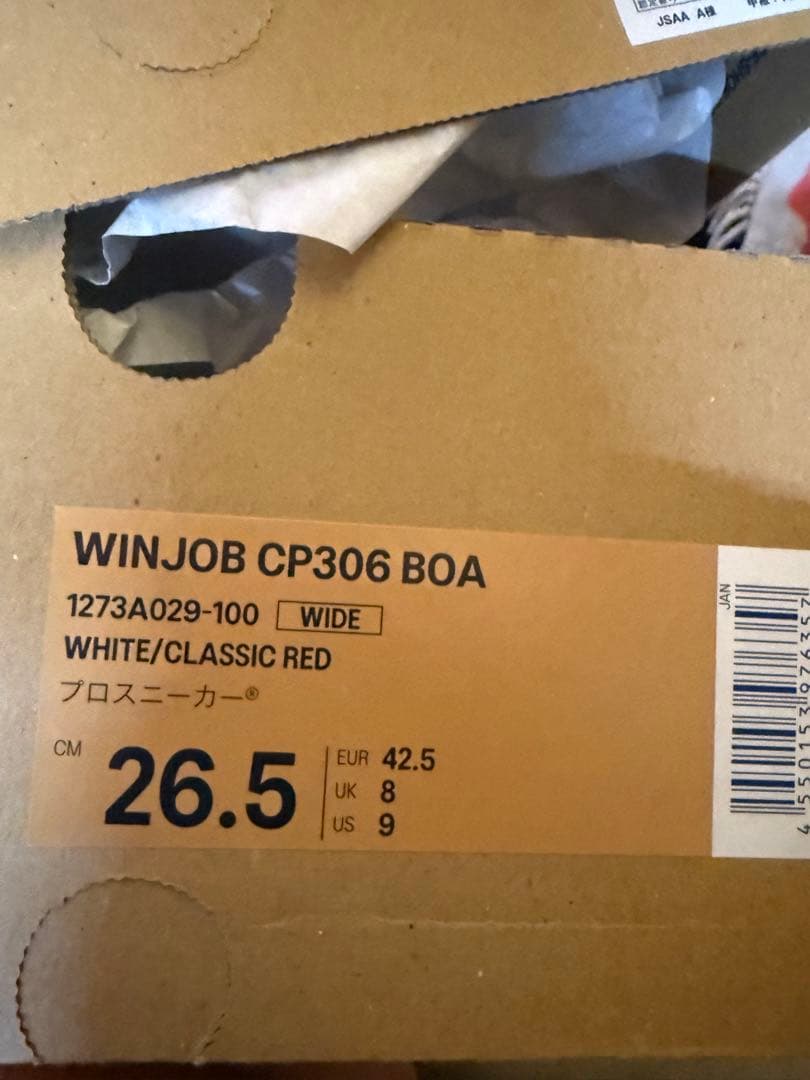 JSAA A種
WINJOB CP306 BOA
1273A029-100 WIDE
WHITE/CLASSIC RED
プロスニーカー®
CM 26.5
EUR 42.5
UK 8
US 9
JAN